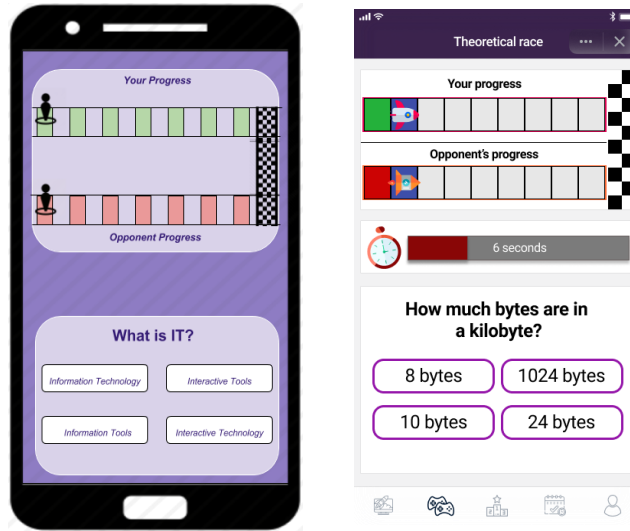 Your Progress
Opponent Progress
What is IT?
Information Technology
Interactive Tools
Information Tools
Interactive Technology
Theoretical race
Your progress
Opponent's progress
6 seconds
How much bytes are in
a kilobyte?
8 bytes
1024 bytes
10 bytes
24 bytes